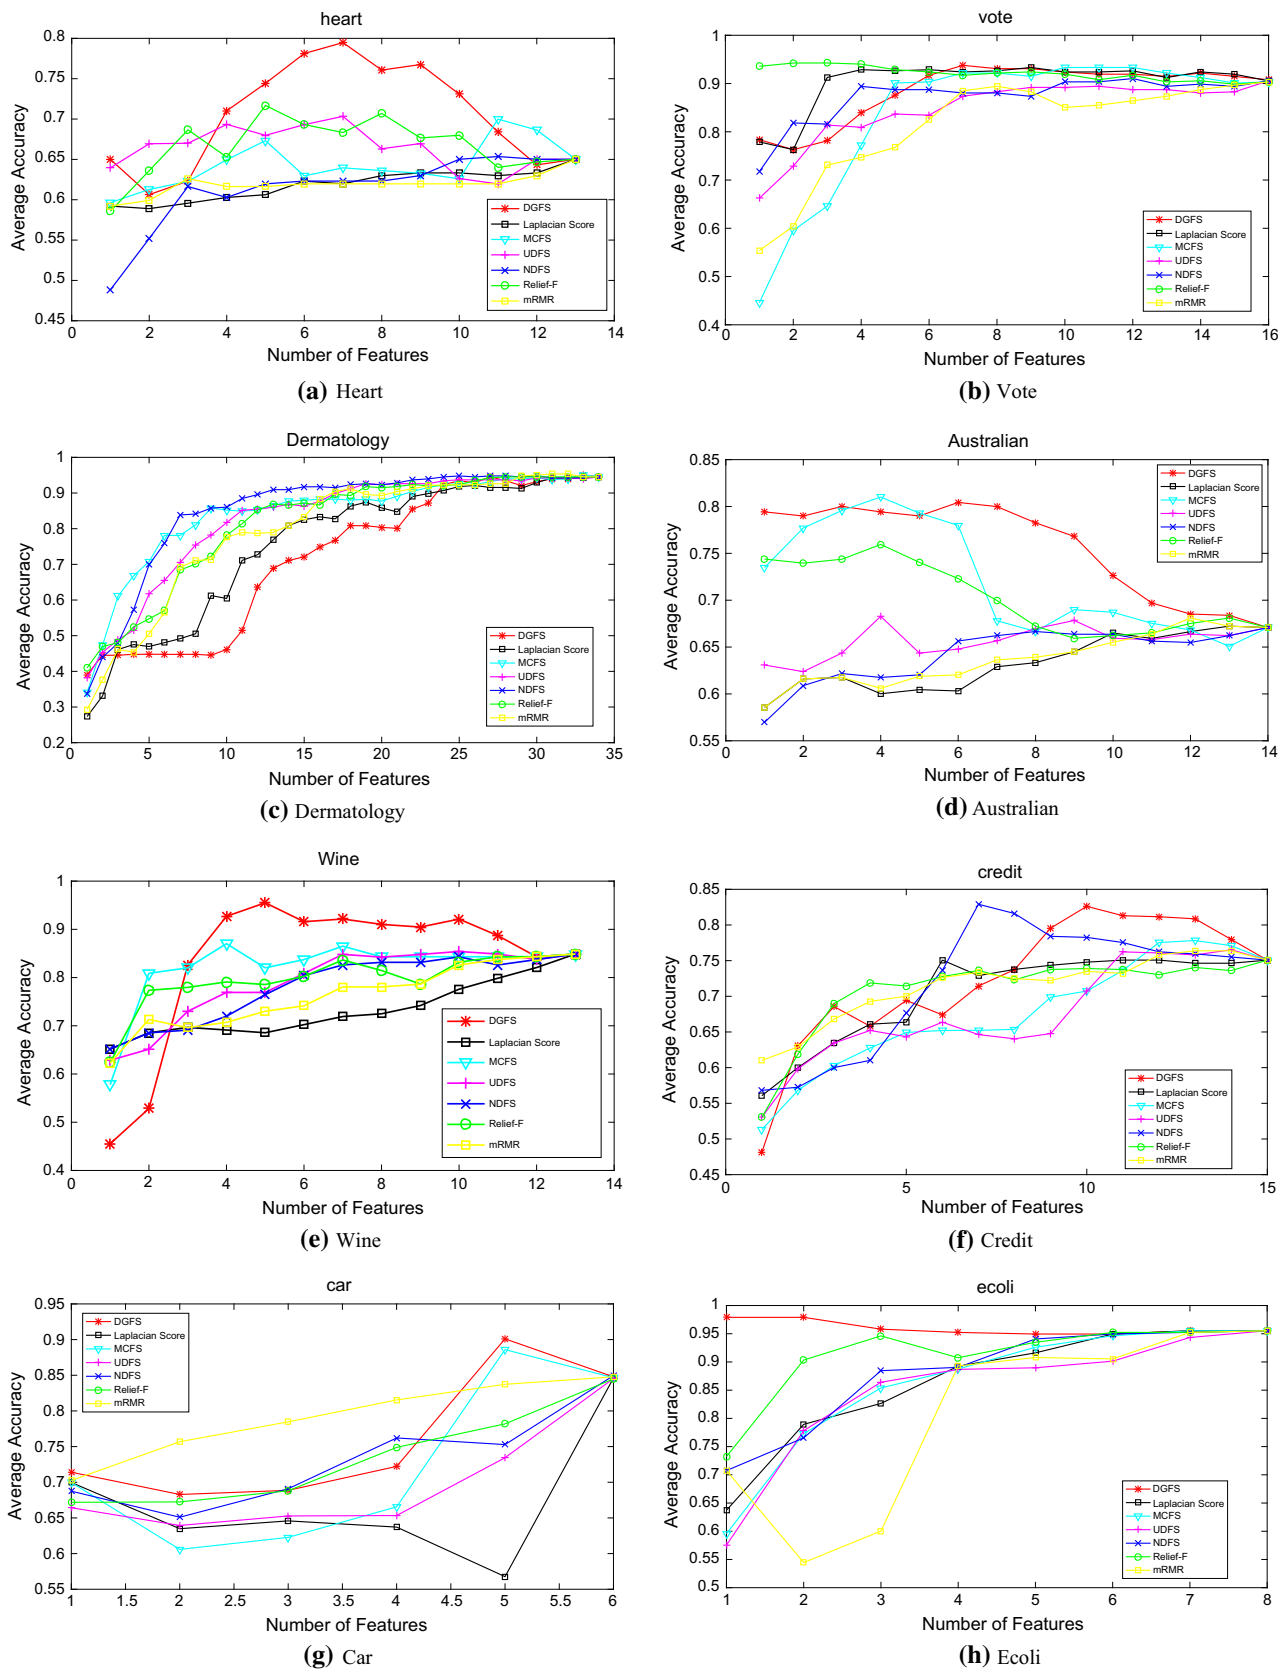 heart
Average Accuracy
0.8
0.75
0.7
0.65
0.6
0.55
0.5
0.45
0 2 4 6 8 10 12 14
Number of Features
DGFS
Laplacian Score
MCFS
UDFS
NDFS
Relief-F
mRMR
(a) Heart
vote
Average Accuracy
1
0.9
0.8
0.7
0.6
0.5
0.4
0 2 4 6 8 10 12 14 16
Number of Features
DGFS
Laplacian Score
MCFS
UDFS
NDFS
Relief-F
mRMR
(b) Vote
Dermatology
Average Accuracy
1
0.9
0.8
0.7
0.6
0.5
0.4
0.3
0.2
0 5 10 15 20 25 30 35
Number of Features
DGFS
Laplacian Score
MCFS
UDFS
NDFS
Relief-F
mRMR
(c) Dermatology
Australian
Average Accuracy
0.85
0.8
0.75
0.7
0.65
0.6
0.55
0 2 4 6 8 10 12 14
Number of Features
DGFS
Laplacian Score
MCFS
UDFS
NDFS
Relief-F
mRMR
(d) Australian
Wine
Average Accuracy
1
0.9
0.8
0.7
0.6
0.5
0.4
0 2 4 6 8 10 12 14
Number of Features
DGFS
Laplacian Score
MCFS
UDFS
NDFS
Relief-F
mRMR
(e) Wine
credit
Average Accuracy
0.85
0.8
0.75
0.7
0.65
0.6
0.55
0.5
0.45
0 5 10 15
Number of Features
DGFS
Laplacian Score
MCFS
UDFS
NDFS
Relief-F
mRMR
(f) Credit
car
Average Accuracy
0.95
0.9
0.85
0.8
0.75
0.7
0.65
0.6
0.55
1 1.5 2 2.5 3 3.5 4 4.5 5 5.5 6
Number of Features
DGFS
Laplacian Score
MCFS
UDFS
NDFS
Relief-F
mRMR
(g) Car
ecoli
Average Accuracy
1
0.95
0.9
0.85
0.8
0.75
0.7
0.65
0.6
0.55
0.5
1 2 3 4 5 6 7 8
Number of Features
DGFS
Laplacian Score
MCFS
UDFS
NDFS
Relief-F
mRMR
(h) Ecoli